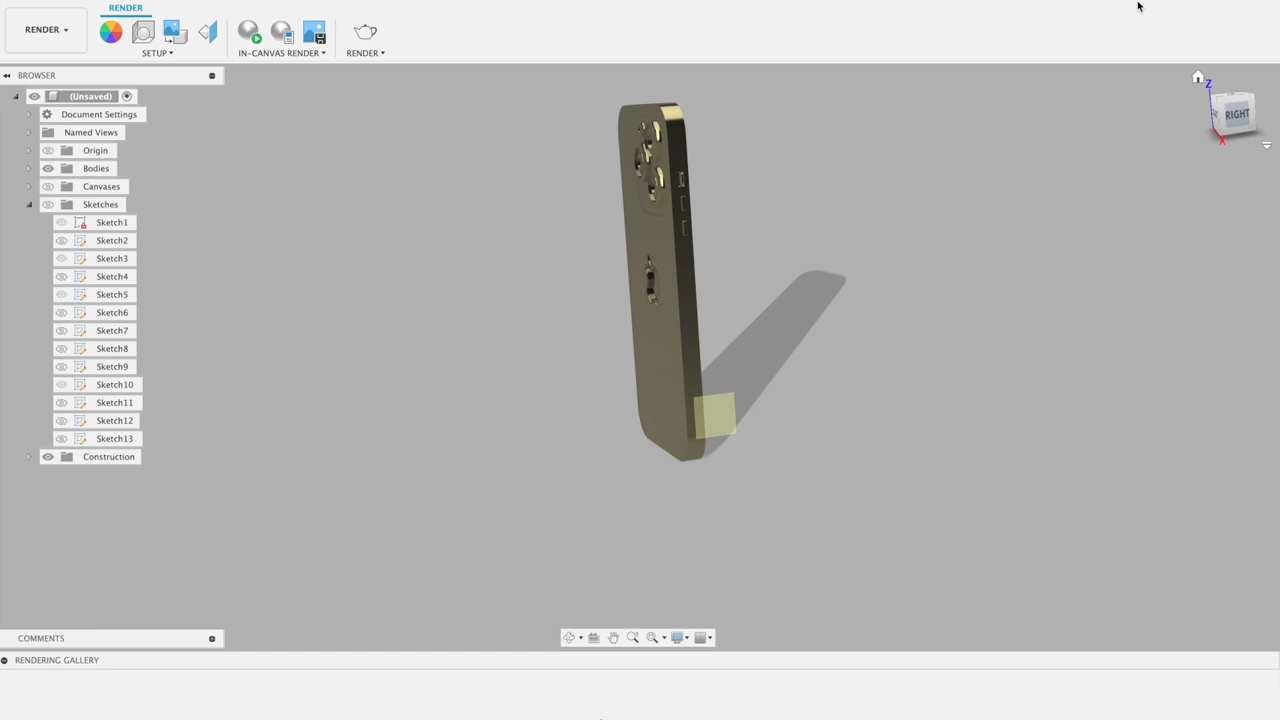 RENDER
RENDER
SETUP
IN-CANVAS RENDER
RENDER
BROWSER
(Unsaved)
Document Settings
Named Views
Origin
Bodies
Canvases
Sketches
Sketch1
Sketch2
Sketch3
Sketch4
Sketch5
Sketch6
Sketch7
Sketch8
Sketch9
Sketch10
Sketch11
Sketch12
Sketch13
Construction
Z
RIGHT
X
COMMENTS
RENDERING GALLERY